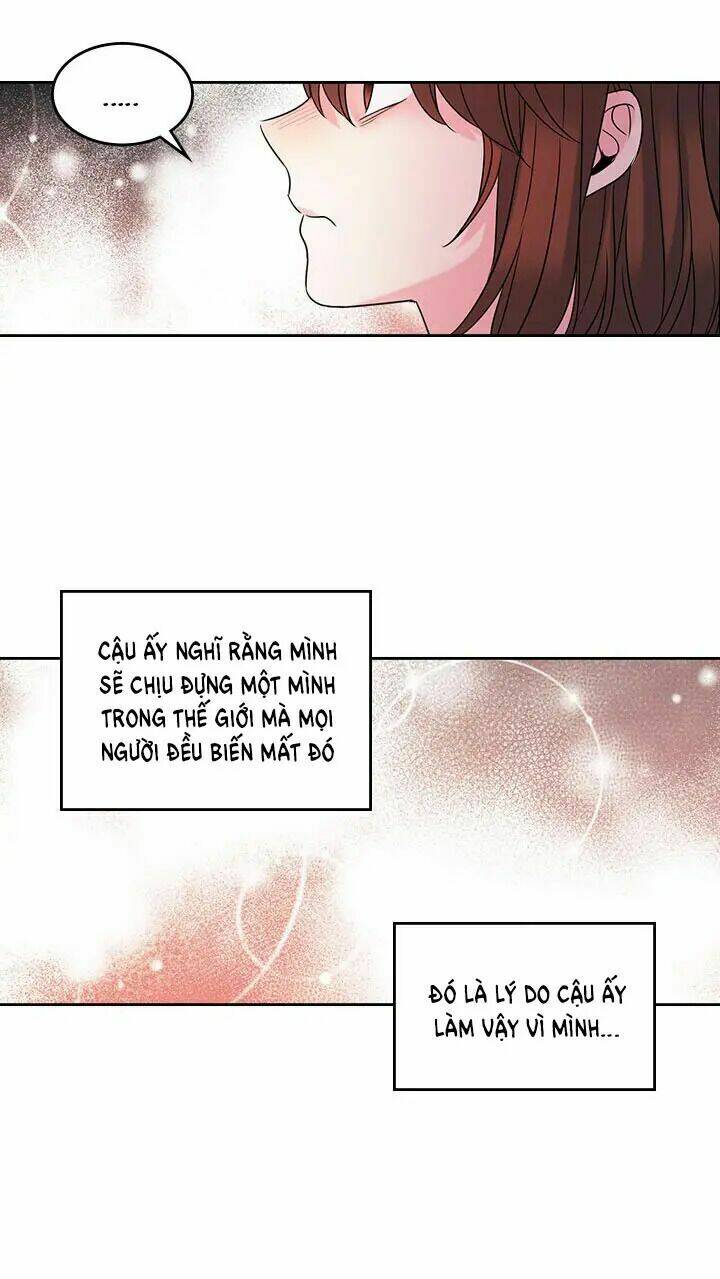 .....
CẬU ẤY NGHĨ RẰNG MÌNH
SẼ CHỊU ĐỰNG MỘT MÌNH
TRONG THẾ GIỚI MÀ MỌI
NGƯỜI ĐỀU BIẾN MẤT ĐÓ
ĐÓ LÀ LÝ DO CẬU ẤY
LÀM VẬY VÌ MÌNH...